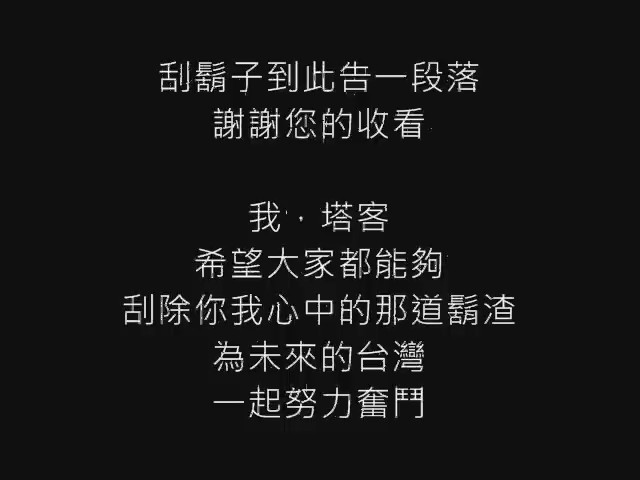 刮鬍子到此告一段落
謝謝您的收看
我，塔客
希望大家都能夠
刮除你我心中的那道鬍渣
為未來的台灣
一起努力奮鬥